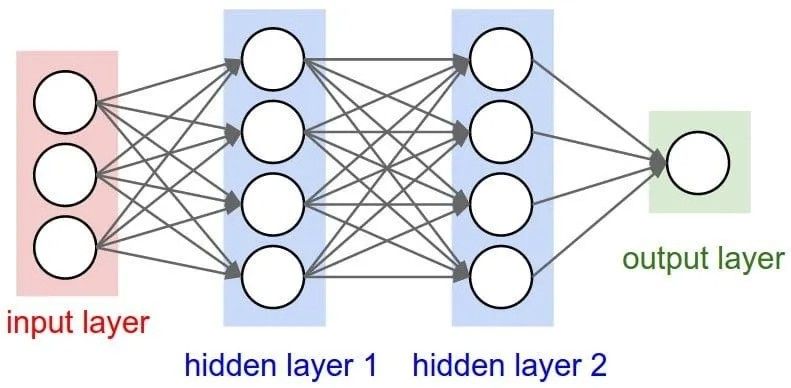 input layer
hidden layer 1
hidden layer 2
output layer